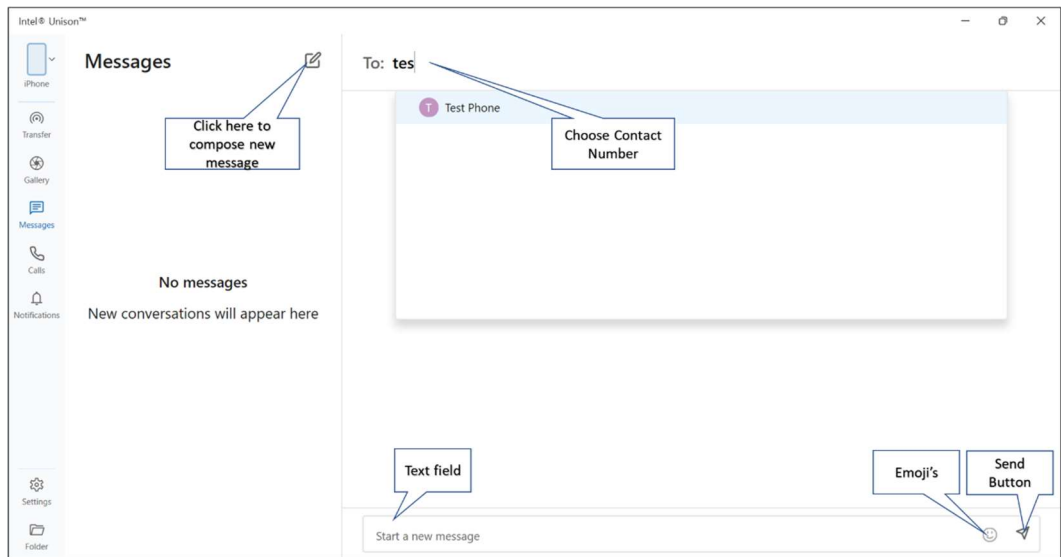 Intel® Unison™
iPhone
Transfer
Gallery
Messages
Calls
Notifications
Settings
Folder
Messages
Click here to
compose new
message
No messages
New conversations will appear here
To: tes
T Test Phone
Choose Contact
Number
Text field
Emoji's
Send
Button
Start a new message